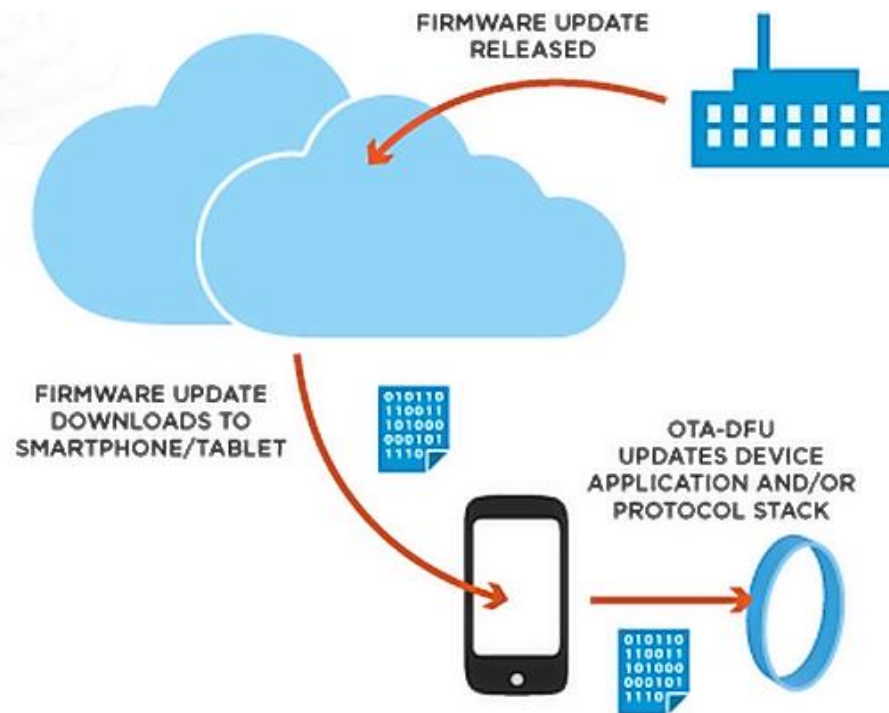 FIRMWARE UPDATE
RELEASED
FIRMWARE UPDATE
DOWNLOADS TO
SMARTPHONE/TABLET
010110
110011
101000
000101
1110
OTA-DFU
UPDATES DEVICE
APPLICATION AND/OR
PROTOCOL STACK
010110
110011
101000
000101
1110